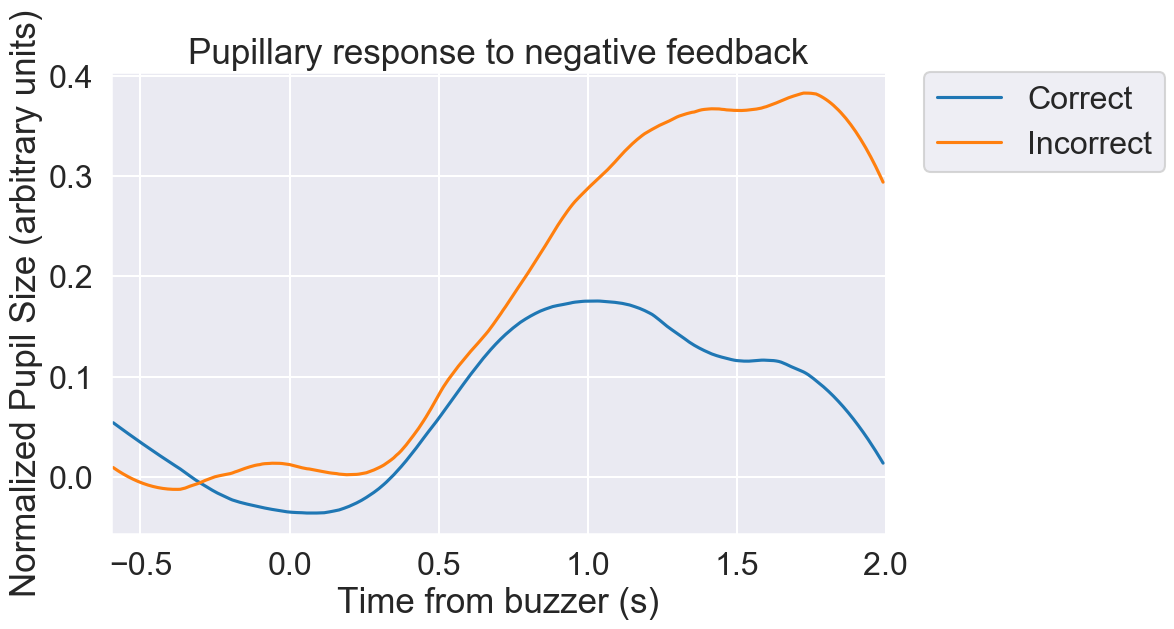 Pupillary response to negative feedback
Normalized Pupil Size (arbitrary units)
0.4
0.3
0.2
0.1
0.0
−0.5 0.0 0.5 1.0 1.5 2.0
Time from buzzer (s)
Correct
Incorrect